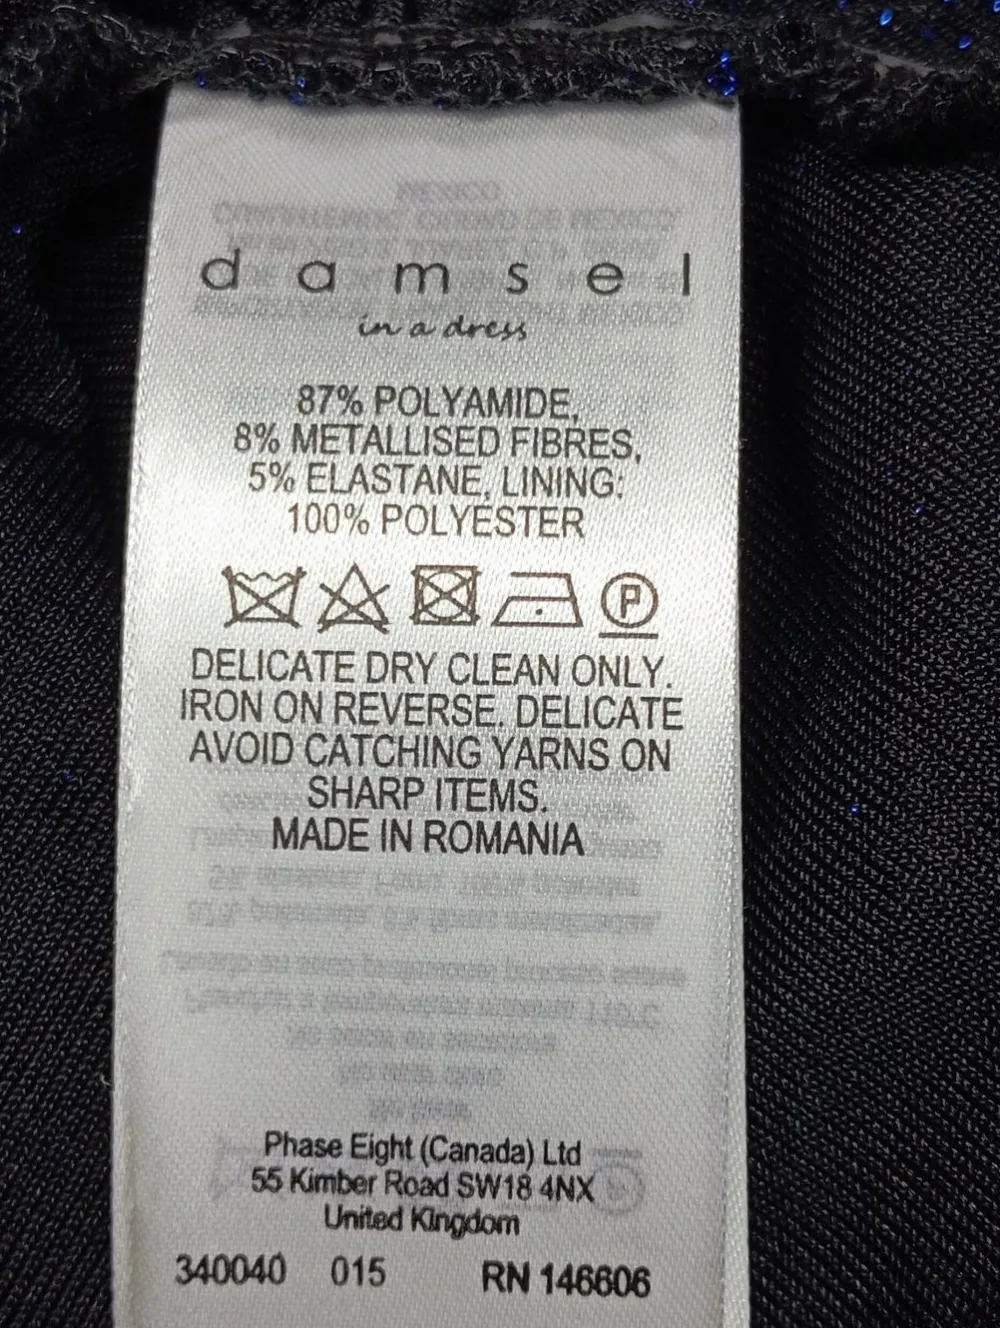 damsel
in a dress
87% POLYAMIDE,
8% METALLISED FIBRES,
5% ELASTANE, LINING:
100% POLYESTER
P
DELICATE DRY CLEAN ONLY.
IRON ON REVERSE. DELICATE
AVOID CATCHING YARNS ON
SHARP ITEMS.
MADE IN ROMANIA
Phase Eight (Canada) Ltd
55 Kimber Road SW18 4NX
United Kingdom
340040 015 RN 146606